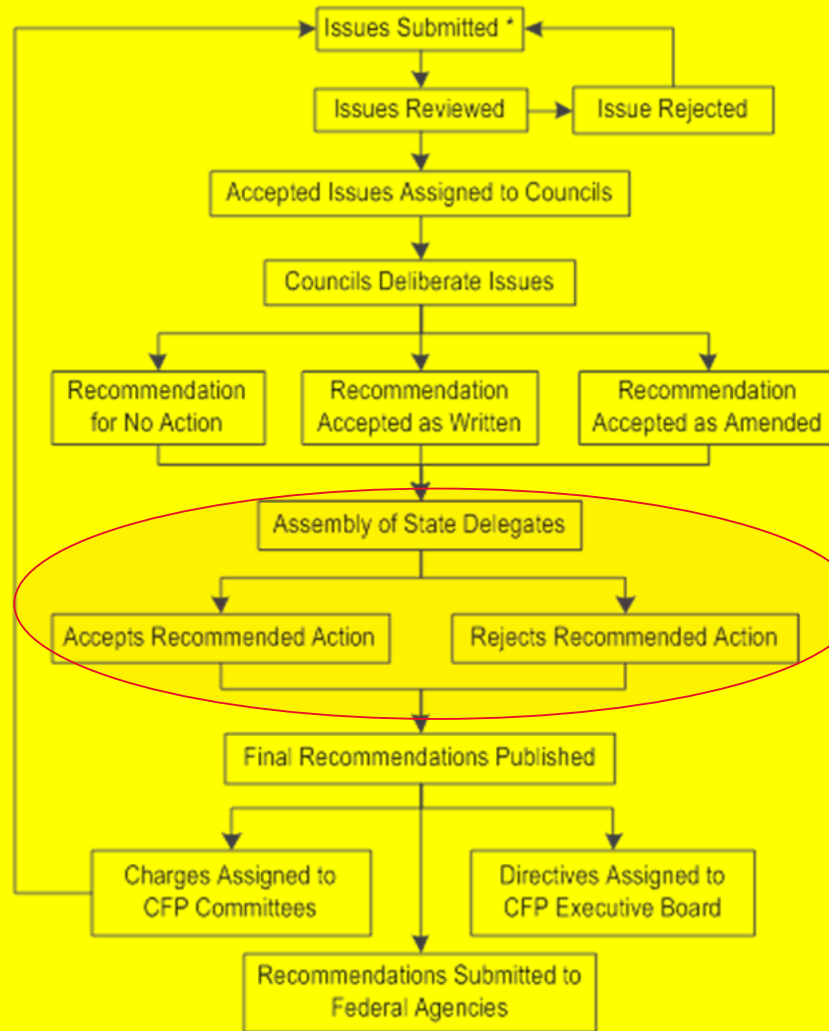 Issues Submitted *
Issues Reviewed
Issue Rejected
Accepted Issues Assigned to Councils
Councils Deliberate Issues
Recommendation
for No Action
Recommendation
Accepted as Written
Recommendation
Accepted as Amended
Assembly of State Delegates
Accepts Recommended Action
Rejects Recommended Action
Final Recommendations Published
Charges Assigned to
CFP Committees
Directives Assigned to
CFP Executive Board
Recommendations Submitted to
Federal Agencies